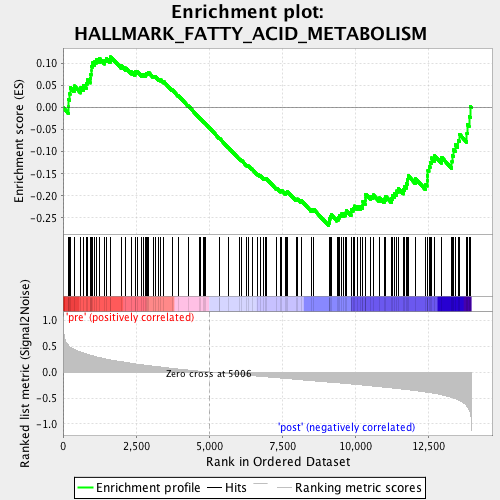 Enrichment plot:
HALLMARK_FATTY_ACID_METABOLISM
Enrichment score (ES)
0.10
0.05
0.00
-0.05
-0.10
-0.15
-0.20
-0.25
'pre' (positively correlated)
Ranked list metric (Signal2Noise)
1.0
0.5
0.0
-0.5
-1.0
Zero cross at 5006
'post' (negatively correlated)
0 2,500 5,000 7,500 10,000 12,500
Rank in Ordered Dataset
Enrichment profile Hits Ranking metric scores